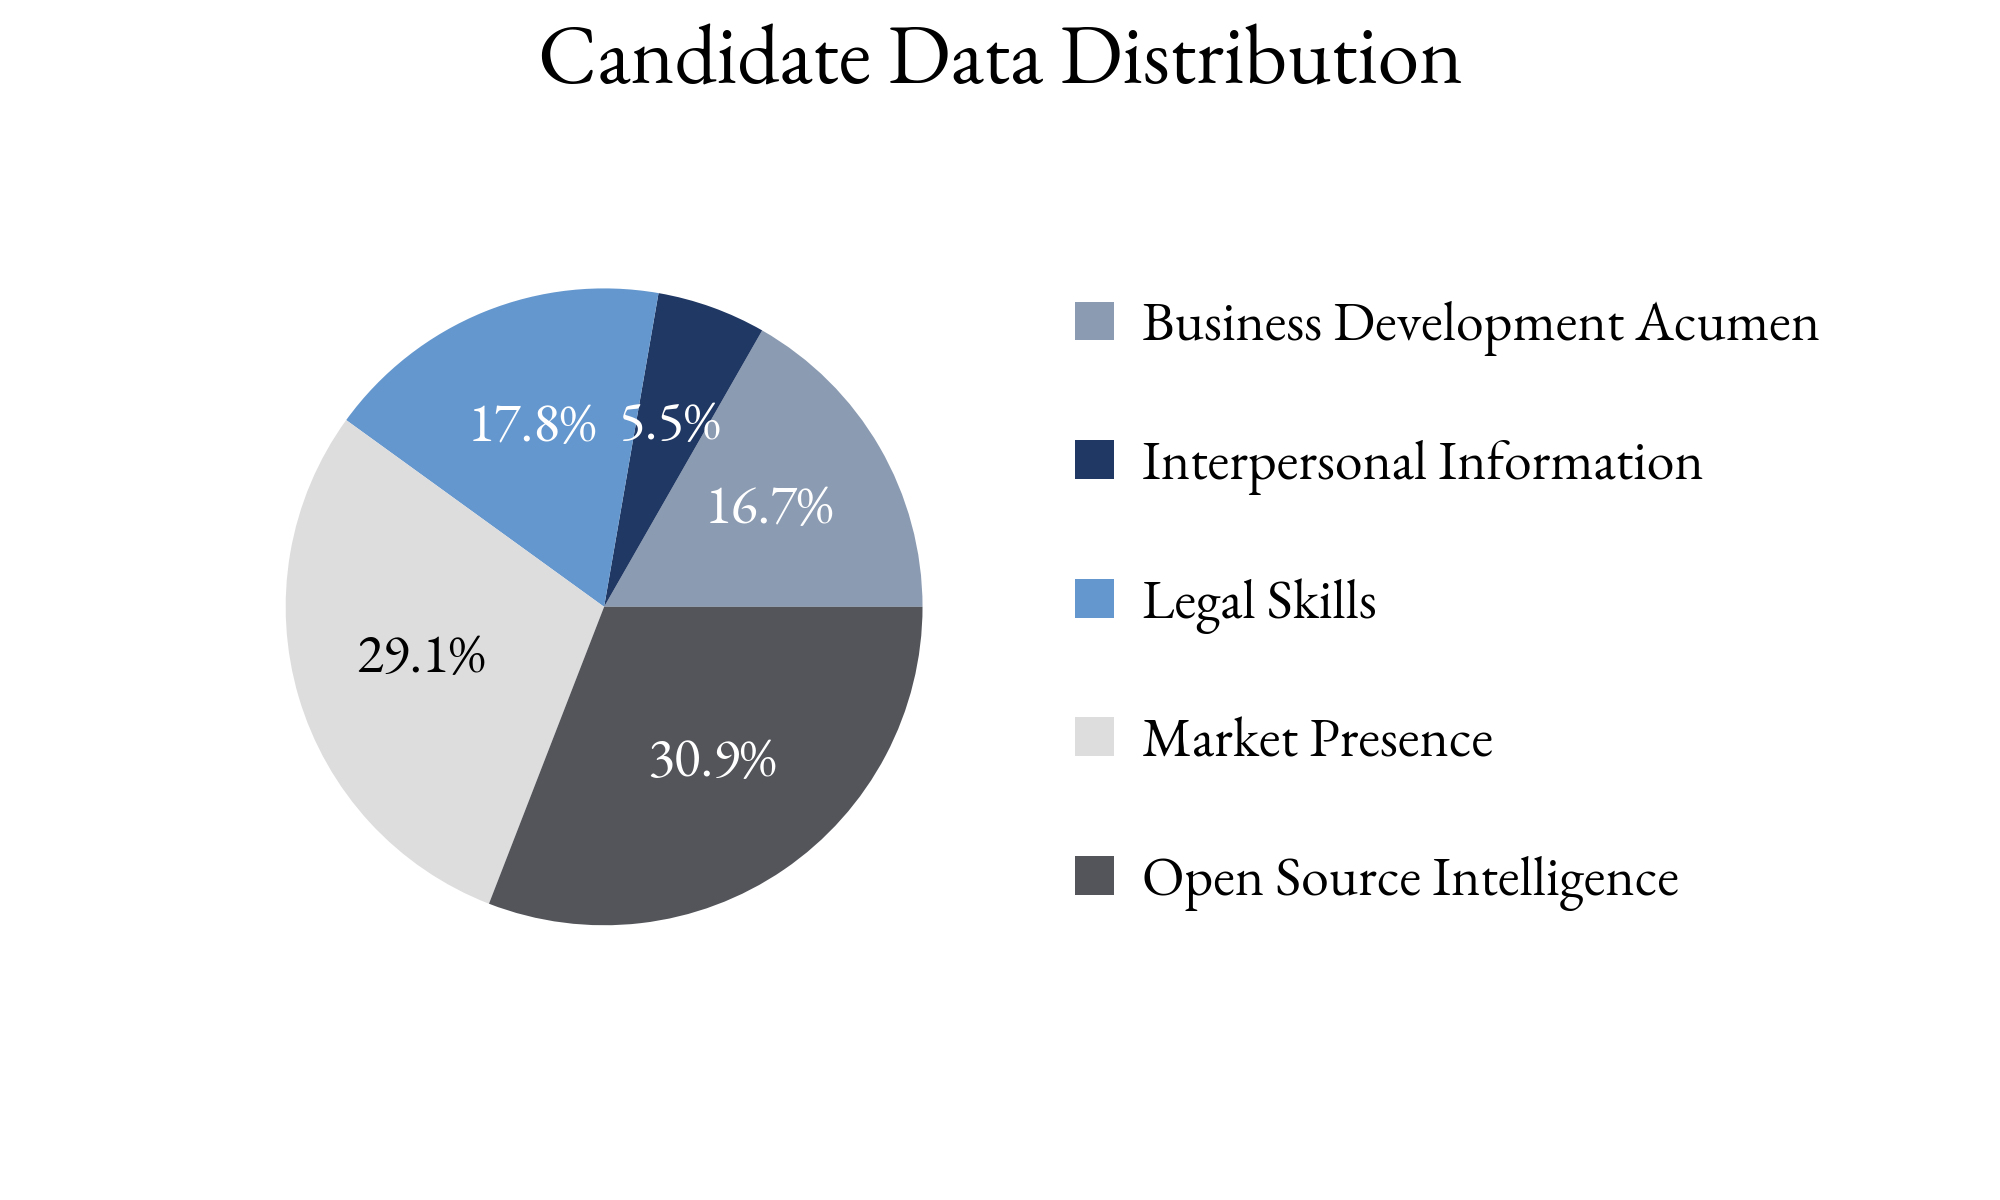 Candidate Data Distribution
17.8%
5.5%
16.7%
29.1%
30.9%
Business Development Acumen
Interpersonal Information
Legal Skills
Market Presence
Open Source Intelligence